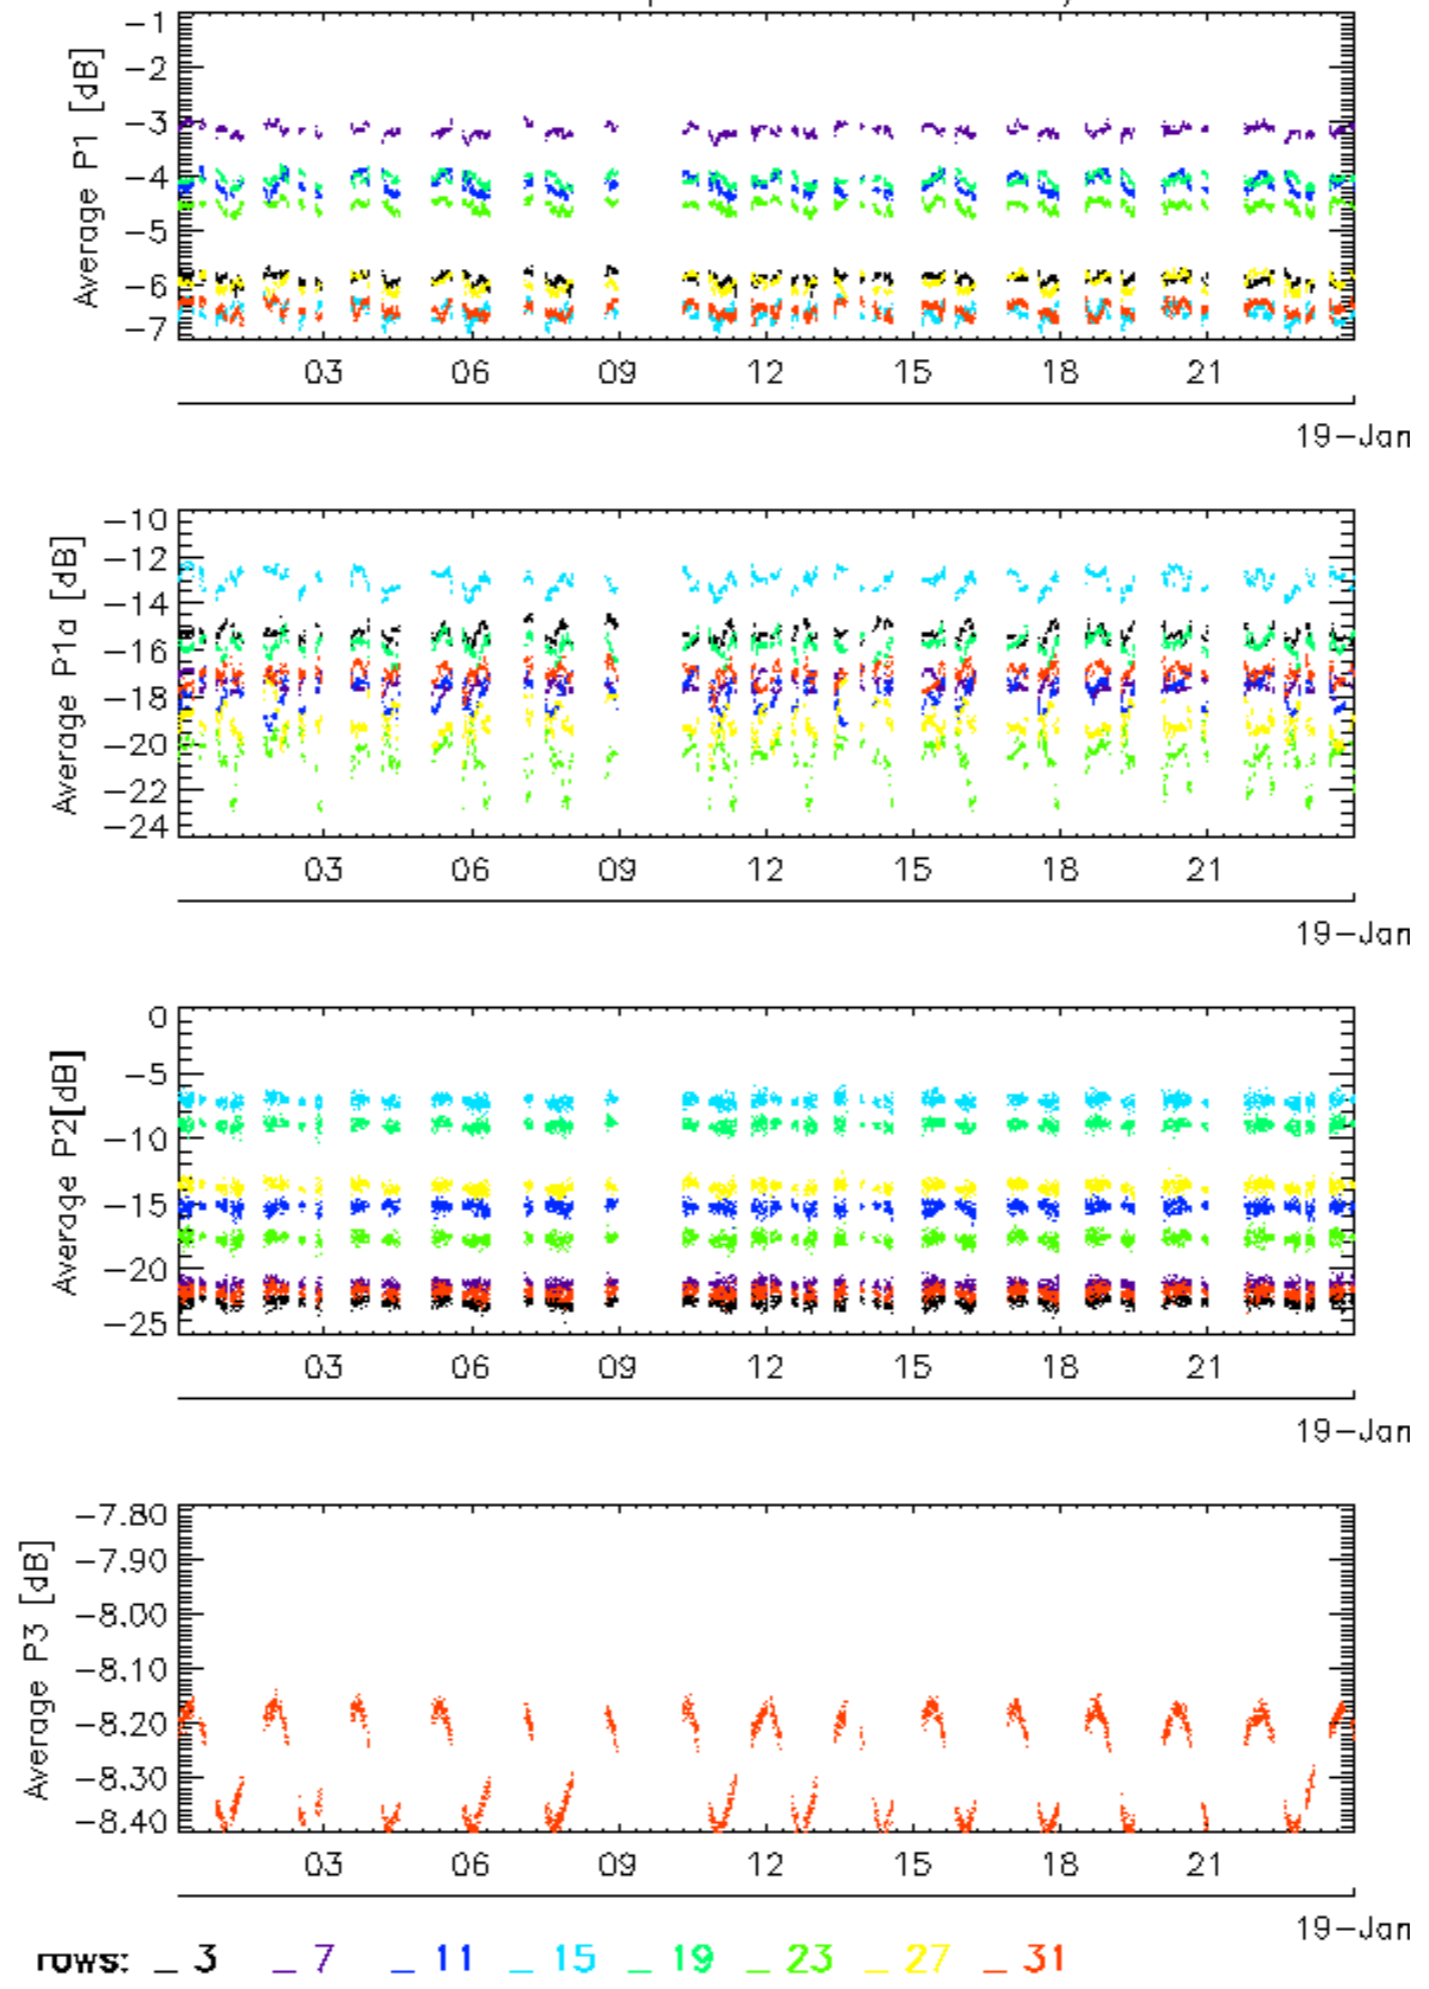 Average P1 [dB]
-1
-2
-3
-4
-5
-6
-7
03 06 09 12 15 18 21
19-Jan
Average P1a [dB]
-10
-12
-14
-16
-18
-20
-22
-24
03 06 09 12 15 18 21
19-Jan
Average P2[dB]
0
-5
-10
-15
-20
-25
03 06 09 12 15 18 21
19-Jan
Average P3 [dB]
-7.80
-7.90
-8.00
-8.10
-8.20
-8.30
-8.40
03 06 09 12 15 18 21
19-Jan
rows: _ 3 _ 7 _ 11 _ 15 _ 19 _ 23 _ 27 _ 31